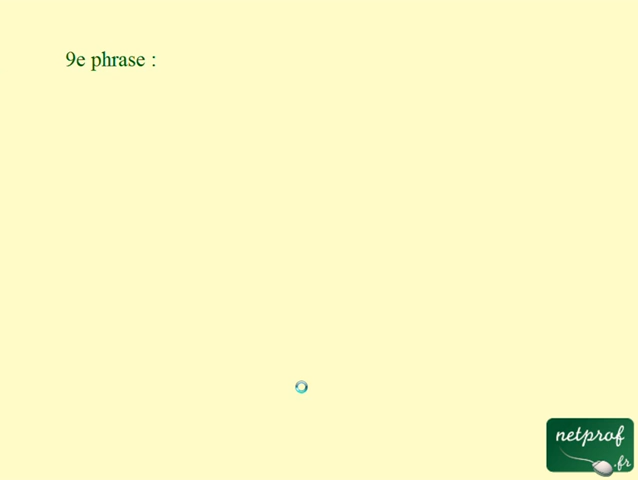 9e phrase :
netprof
.fr